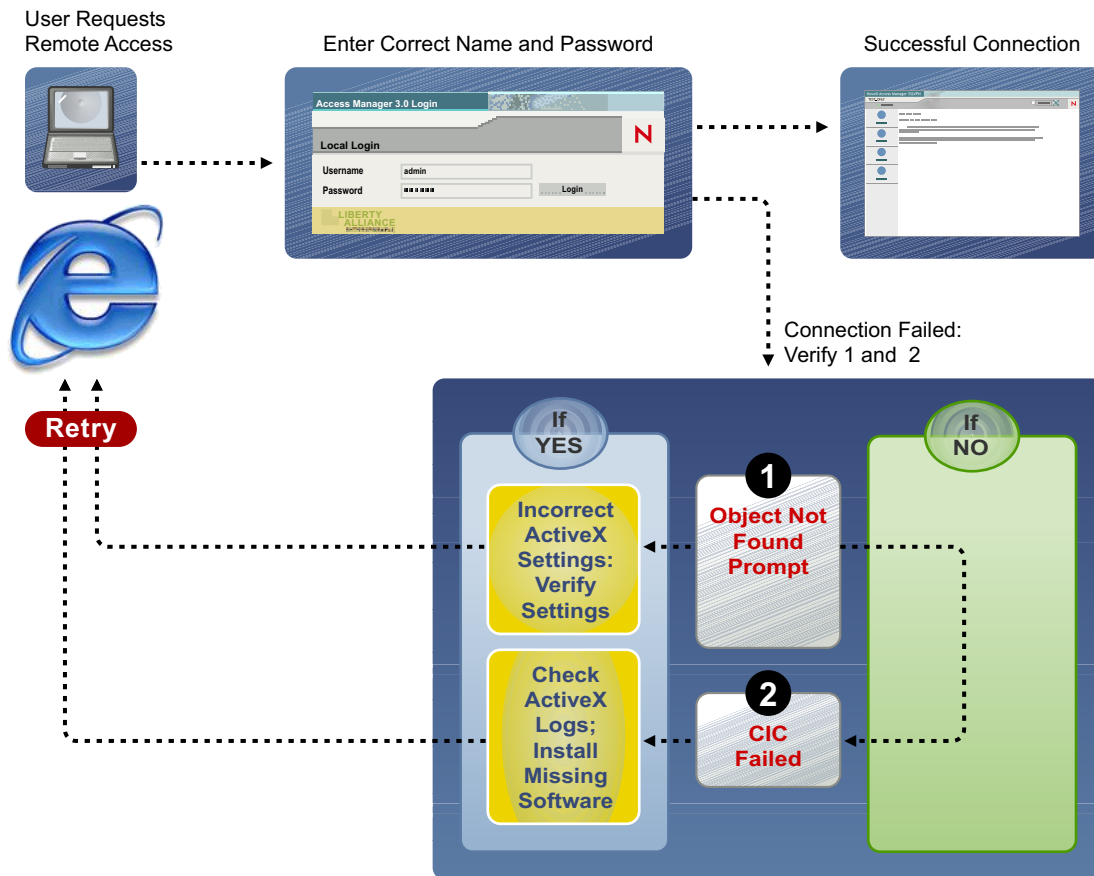 User Requests
Remote Access
Enter Correct Name and Password
Successful Connection
Access Manager 3.0 Login
Local Login
N
Username
admin
Password
Login
LIBERTY
ALLIANCE
N
Connection Failed:
Verify 1 and 2
Retry
If
YES
If
NO
1
Object Not
Found
Prompt
Incorrect
ActiveX
Settings:
Verify
Settings
2
CIC
Failed
Check
ActiveX
Logs;
Install
Missing
Software